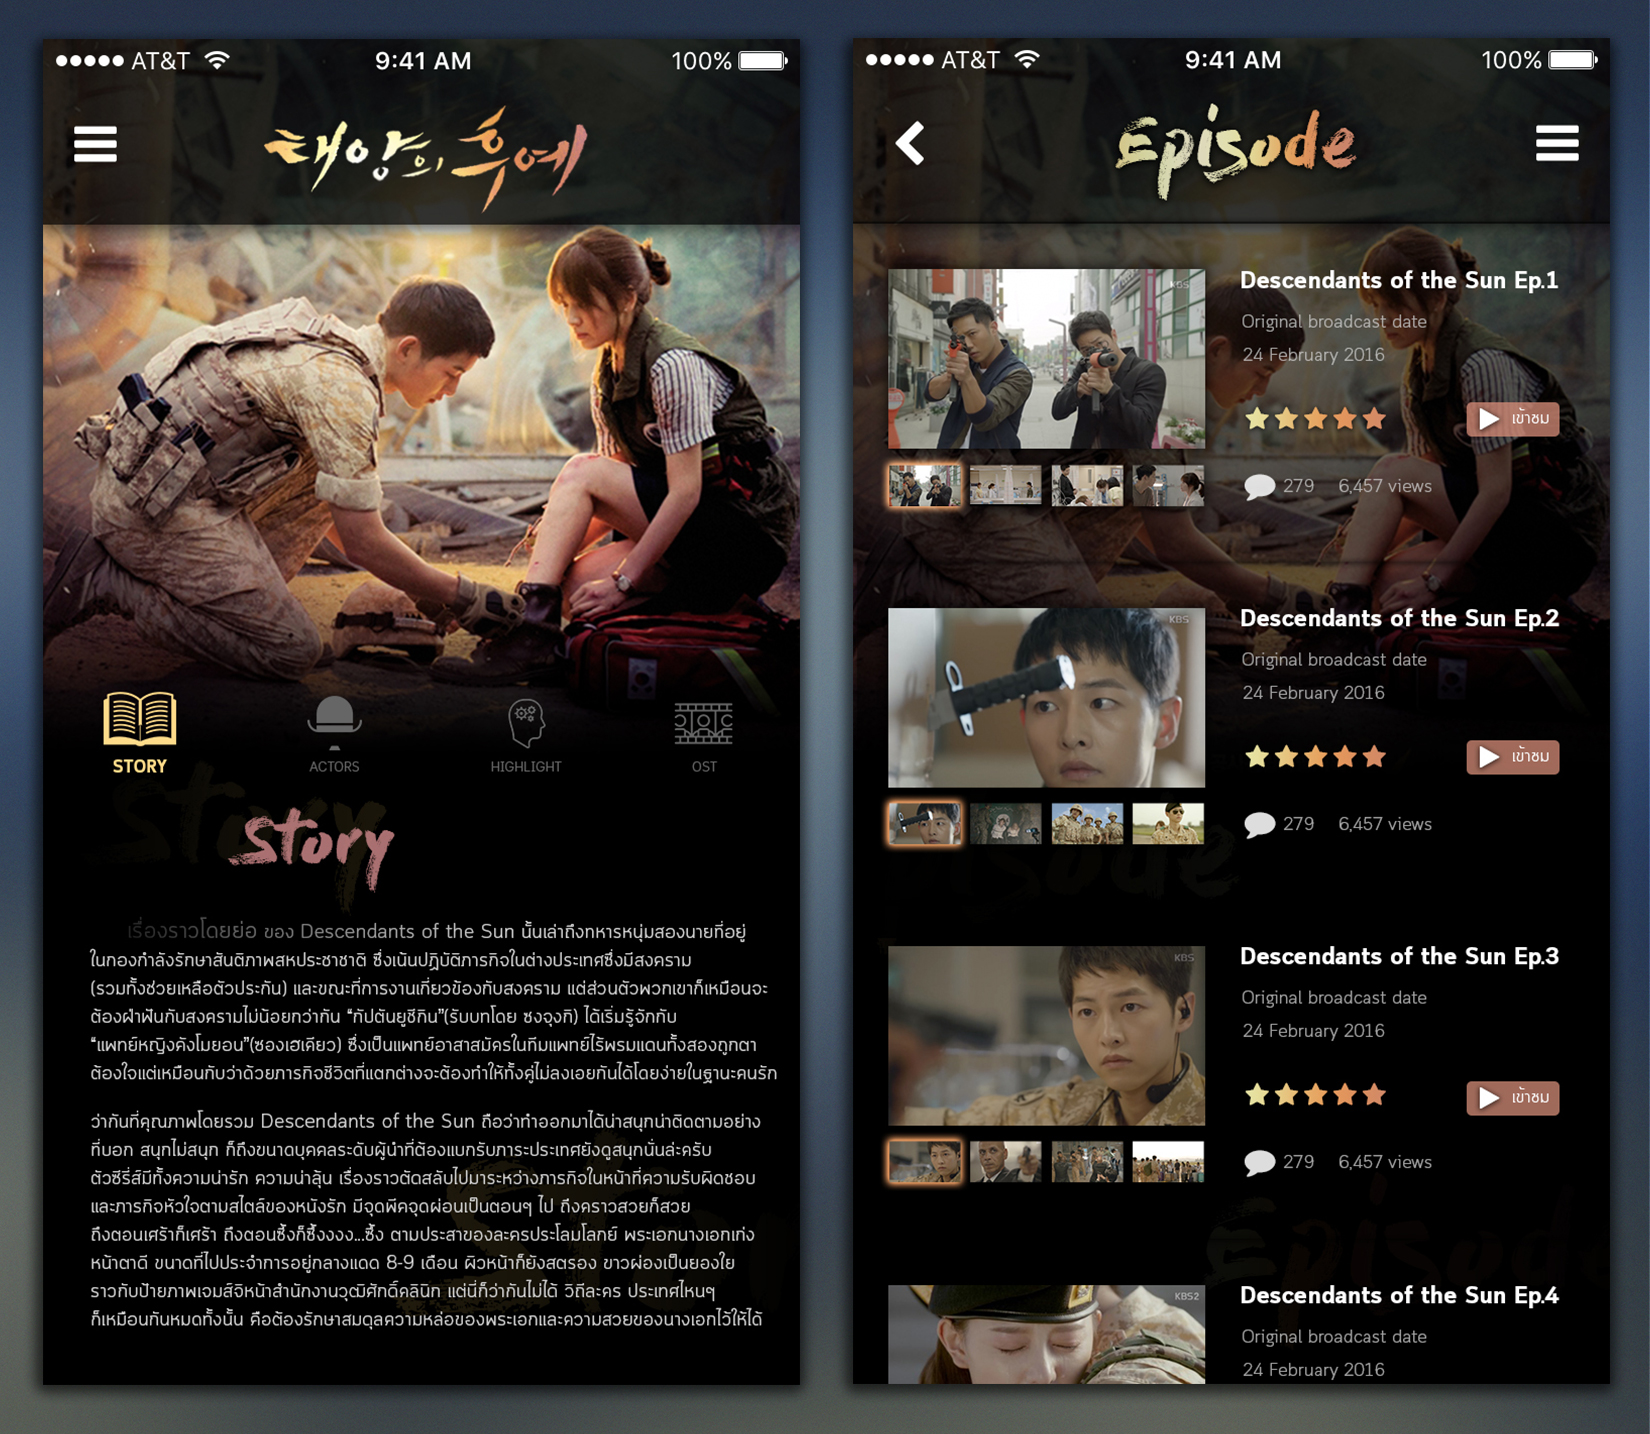 AT&T 9:41 AM 100%
태양의 후예
STORY ACTORS HIGHLIGHT OST
Story
เรื่องราวโดยย่อ ของ Descendants of the Sun นั้นเล่าถึงทหารหนุ่มสองนายที่อยู่
ในกองกำลังรักษาสันติภาพสหประชาชาติ ซึ่งเน้นปฏิบัติภารกิจในต่างประเทศซึ่งมีสงคราม
(รวมทั้งช่วยเหลือตัวประกัน) และขณะที่การงานเกี่ยวข้องกับสงคราม แต่ส่วนตัวพวกเขาก็เหมือนจะ
ต้องฝ่าฟันกับสงครามไม่น้อยกว่ากัน “กัปตันยูชีกิน”(รับบทโดย ซงจุงกิ) ได้เริ่มรู้จักกับ
“แพทย์หญิงคังโมยอน”(ซองเฮเคียว) ซึ่งเป็นแพทย์อาสาสมัครในทีมแพทย์ไร้พรมแดนทั้งสองถูกตา
ต้องใจแต่เหมือนกับว่าด้วยภารกิจชีวิตที่แตกต่างจะต้องทำให้ทั้งคู่ไม่ลงเอยกันได้โดยง่ายในฐานะคนรัก
ว่ากันที่คุณภาพโดยรวม Descendants of the Sun ถือว่าทำออกมาได้น่าสนุกน่าติดตามอย่าง
ที่บอก สนุกไม่สนุก ก็ถึงขนาดบุคคลระดับผู้นำที่ต้องแบกรับภาระประเทศยังดูสนุกนั่นล่ะครับ
ตัวซีรี่ส์มีทั้งความน่ารัก ความน่าลุ้น เรื่องราวตัดสลับไปมาระหว่างภารกิจในหน้าที่ความรับผิดชอบ
และภารกิจหัวใจตามสไตล์ของหนังรัก มีจุดพีคจุดผ่อนเป็นตอนๆ ไป ถึงคราวสวยก็สวย
ถึงตอนเศร้าก็เศร้า ถึงตอนซึ้งก็ซึ้งงงง...ซึ้ง ตามประสาของละครประโลมโลกย์ พระเอกนางเอกเก่ง
หน้าตาดี ขนาดที่ไปประจำการอยู่กลางแดด 8-9 เดือน ผิวหน้าก็ยังสตรอง ขาวผ่องเป็นยองใย
ราวกับป้ายภาพเจมส์จิหน้าสำนักงานวุฒิศักดิ์คลินิก แต่นี่ก็ว่ากันไม่ได้ วิถีละคร ประเทศไหนๆ
ก็เหมือนกันหมดทั้งนั้น คือต้องรักษาสมดุลความหล่อของพระเอกและความสวยของนางเอกไว้ให้ได้
AT&T 9:41 AM 100%
Episode
KBS
Descendants of the Sun Ep.1
Original broadcast date
24 February 2016
เข้าชม
279 6,457 views
KBS
Descendants of the Sun Ep.2
Original broadcast date
24 February 2016
เข้าชม
279 6,457 views
KBS
Descendants of the Sun Ep.3
Original broadcast date
24 February 2016
เข้าชม
279 6,457 views
KBS2
Descendants of the Sun Ep.4
Original broadcast date
24 February 2016